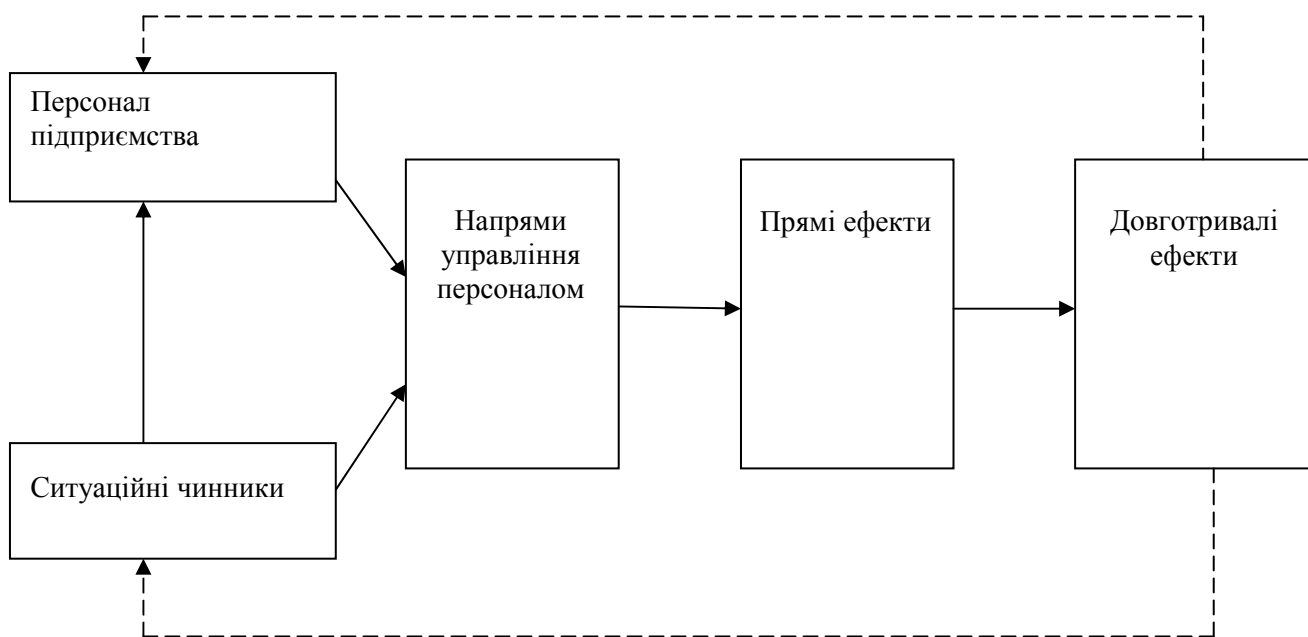 Персонал
підприємства
Напрями
управління
персоналом
Прямі ефекти
Довготривалі
ефекти
Ситуаційні чинники